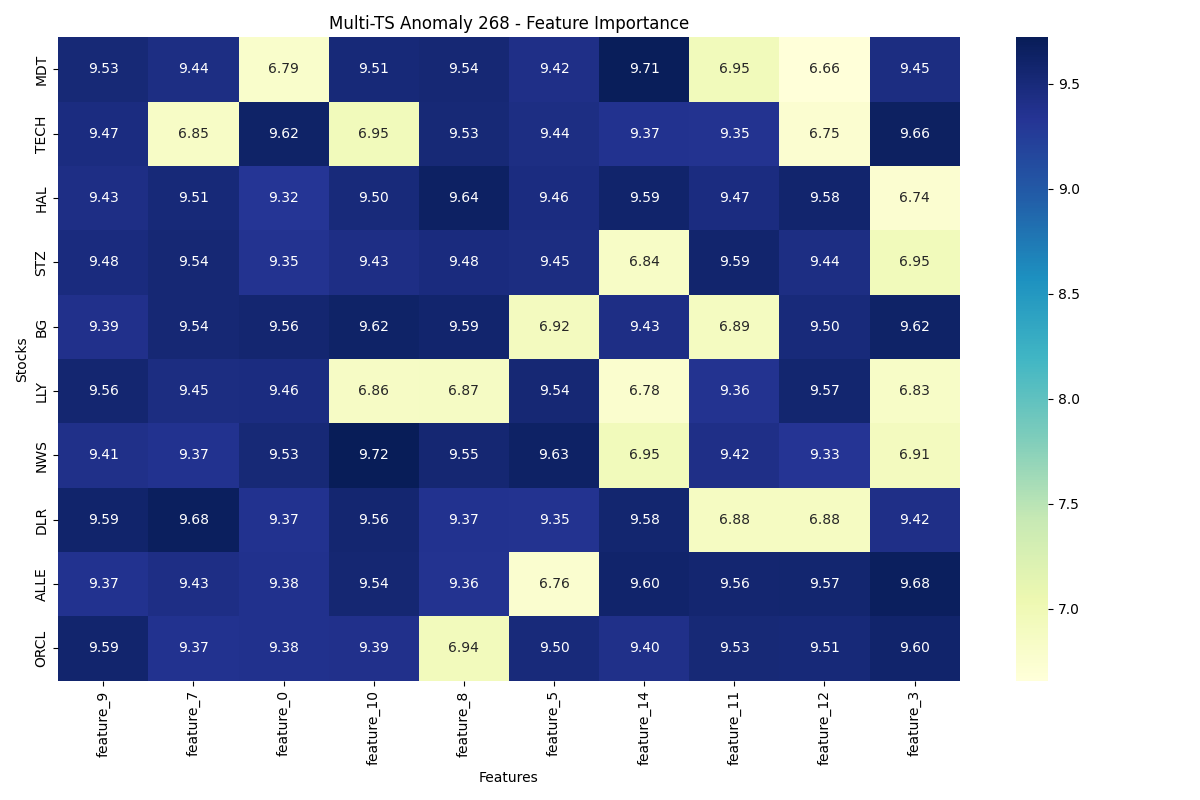 Multi-TS Anomaly 268 - Feature Importance
Stocks
MDT 9.53 9.44 6.79 9.51 9.54 9.42 9.71 6.95 6.66 9.45
TECH 9.47 6.85 9.62 6.95 9.53 9.44 9.37 9.35 6.75 9.66
HAL 9.43 9.51 9.32 9.50 9.64 9.46 9.59 9.47 9.58 6.74
STZ 9.48 9.54 9.35 9.43 9.48 9.45 6.84 9.59 9.44 6.95
BG 9.39 9.54 9.56 9.62 9.59 6.92 9.43 6.89 9.50 9.62
LLY 9.56 9.45 9.46 6.86 6.87 9.54 6.78 9.36 9.57 6.83
NWS 9.41 9.37 9.53 9.72 9.55 9.63 6.95 9.42 9.33 6.91
DLR 9.59 9.68 9.37 9.56 9.37 9.35 9.58 6.88 6.88 9.42
ALLE 9.37 9.43 9.38 9.54 9.36 6.76 9.60 9.56 9.57 9.68
ORCL 9.59 9.37 9.38 9.39 6.94 9.50 9.40 9.53 9.51 9.60
feature_9 feature_7 feature_0 feature_10 feature_8 feature_5 feature_14 feature_11 feature_12 feature_3
Features
9.5
9.0
8.5
8.0
7.5
7.0